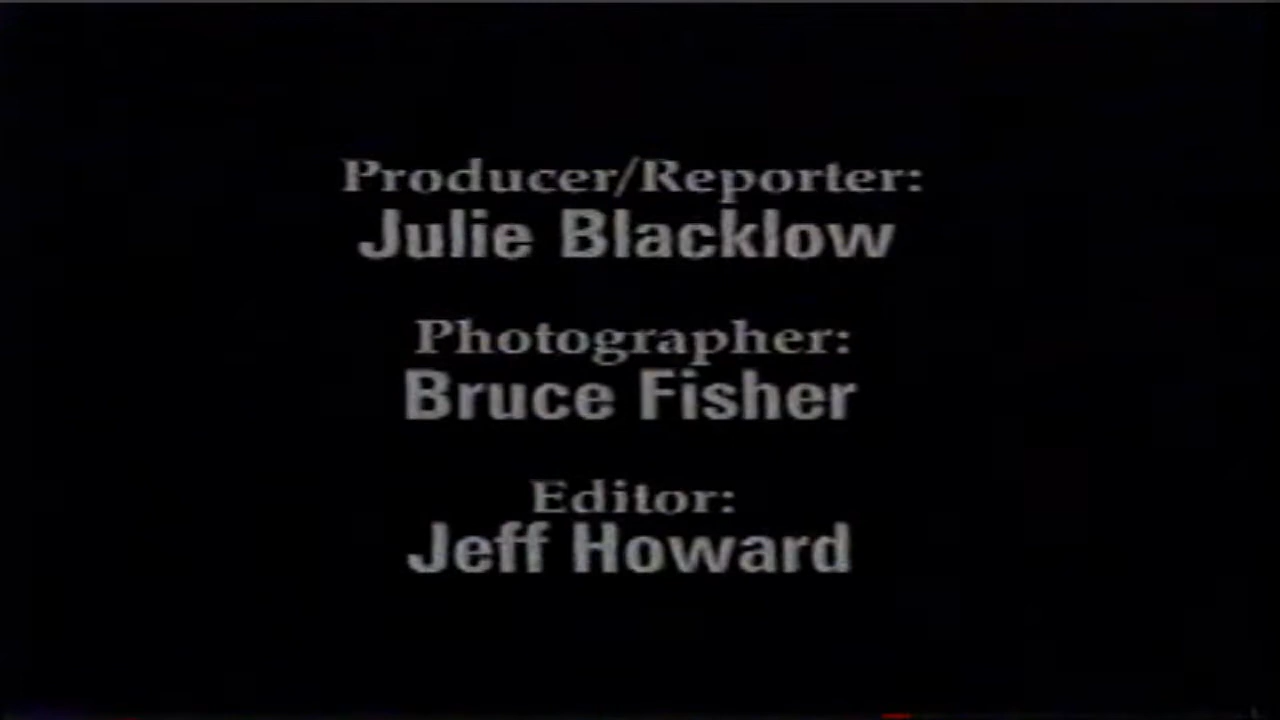 Producer/Reporter:
Julie Blacklow
Photographer:
Bruce Fisher
Editor:
Jeff Howard